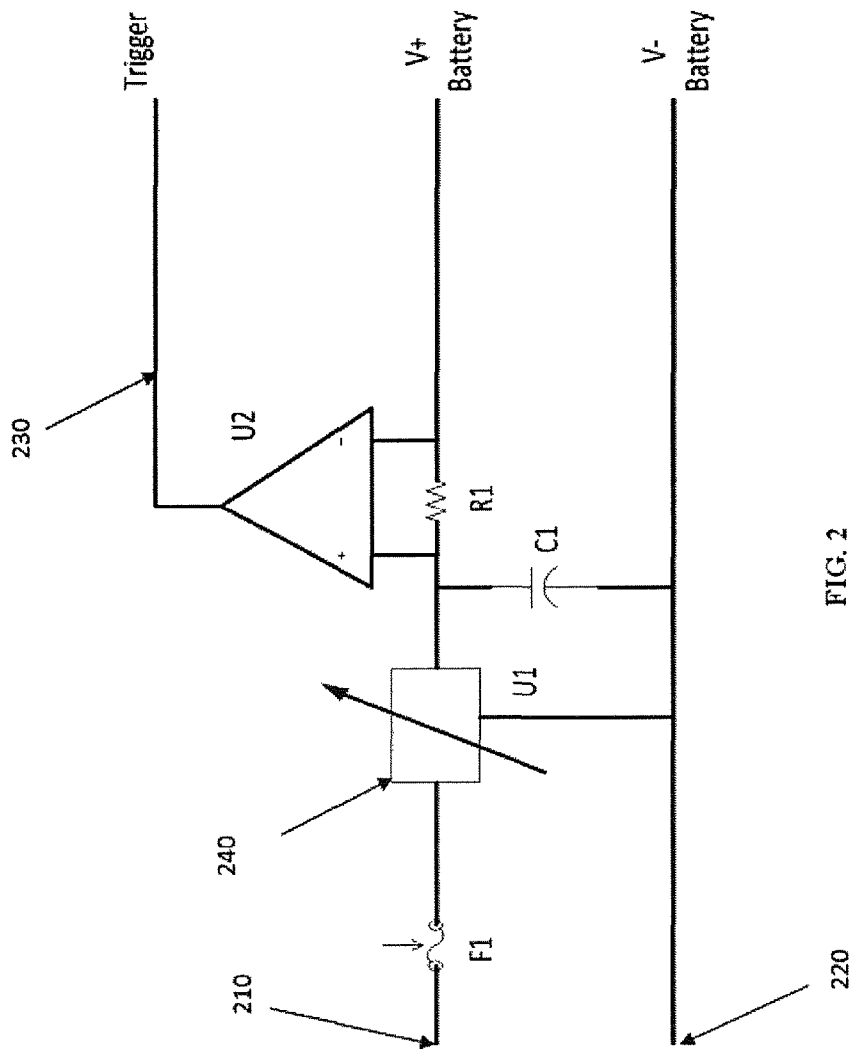 Trigger
V+
Battery
V-
Battery
230
U2
-
+
R1
C1
U1
240
F1
210
220
FIG. 2